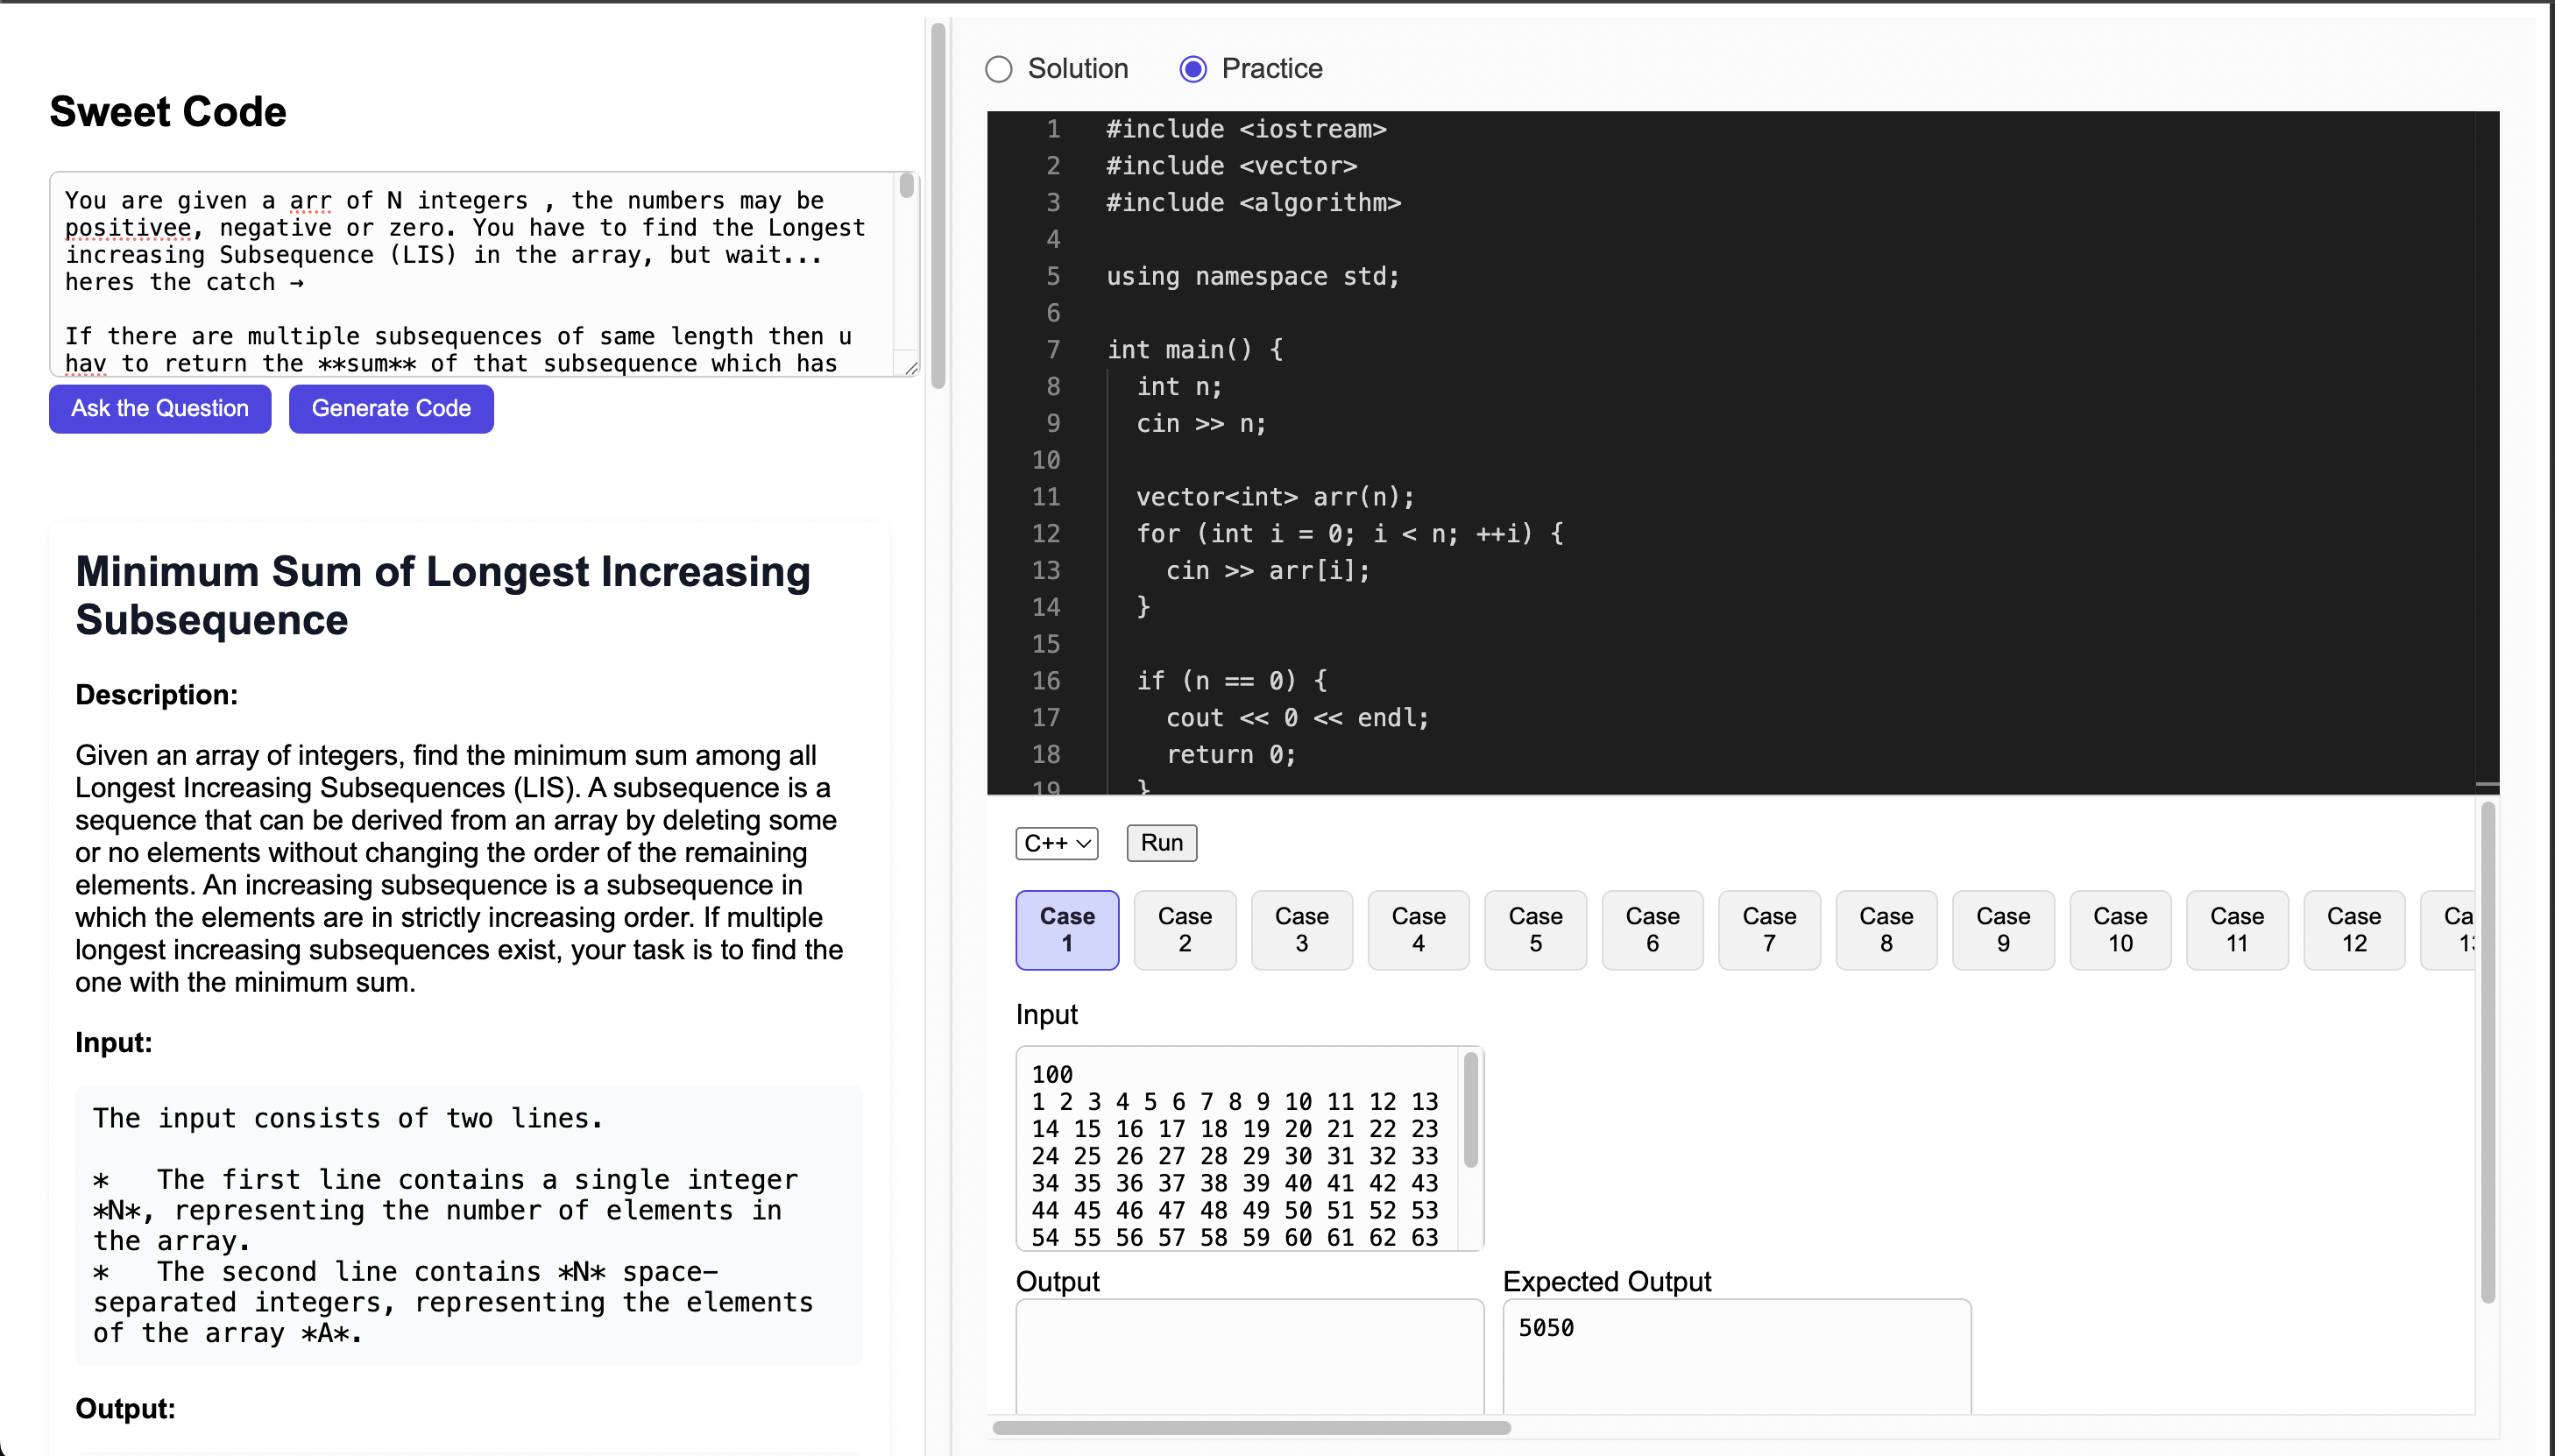 Sweet Code
You are given a arr of N integers , the numbers may be
positivee, negative or zero. You have to find the Longest
increasing Subsequence (LIS) in the array, but wait...
heres the catch →
If there are multiple subsequences of same length then u
hav to return the **sum** of that subsequence which has
Ask the Question Generate Code
Minimum Sum of Longest Increasing
Subsequence
Description:
Given an array of integers, find the minimum sum among all
Longest Increasing Subsequences (LIS). A subsequence is a
sequence that can be derived from an array by deleting some
or no elements without changing the order of the remaining
elements. An increasing subsequence is a subsequence in
which the elements are in strictly increasing order. If multiple
longest increasing subsequences exist, your task is to find the
one with the minimum sum.
Input:
The input consists of two lines.
*   The first line contains a single integer
*N*, representing the number of elements in
the array.
*   The second line contains *N* space-
separated integers, representing the elements
of the array *A*.
Output:
Solution Practice
1 #include <iostream>
2 #include <vector>
3 #include <algorithm>
4
5 using namespace std;
6
7 int main() {
8   int n;
9   cin >> n;
10
11   vector<int> arr(n);
12   for (int i = 0; i < n; ++i) {
13     cin >> arr[i];
14   }
15
16   if (n == 0) {
17     cout << 0 << endl;
18     return 0;
19   }
C++ Run
Case 1
Case 2
Case 3
Case 4
Case 5
Case 6
Case 7
Case 8
Case 9
Case 10
Case 11
Case 12
Input
100
1 2 3 4 5 6 7 8 9 10 11 12 13
14 15 16 17 18 19 20 21 22 23
24 25 26 27 28 29 30 31 32 33
34 35 36 37 38 39 40 41 42 43
44 45 46 47 48 49 50 51 52 53
54 55 56 57 58 59 60 61 62 63
Output
Expected Output
5050